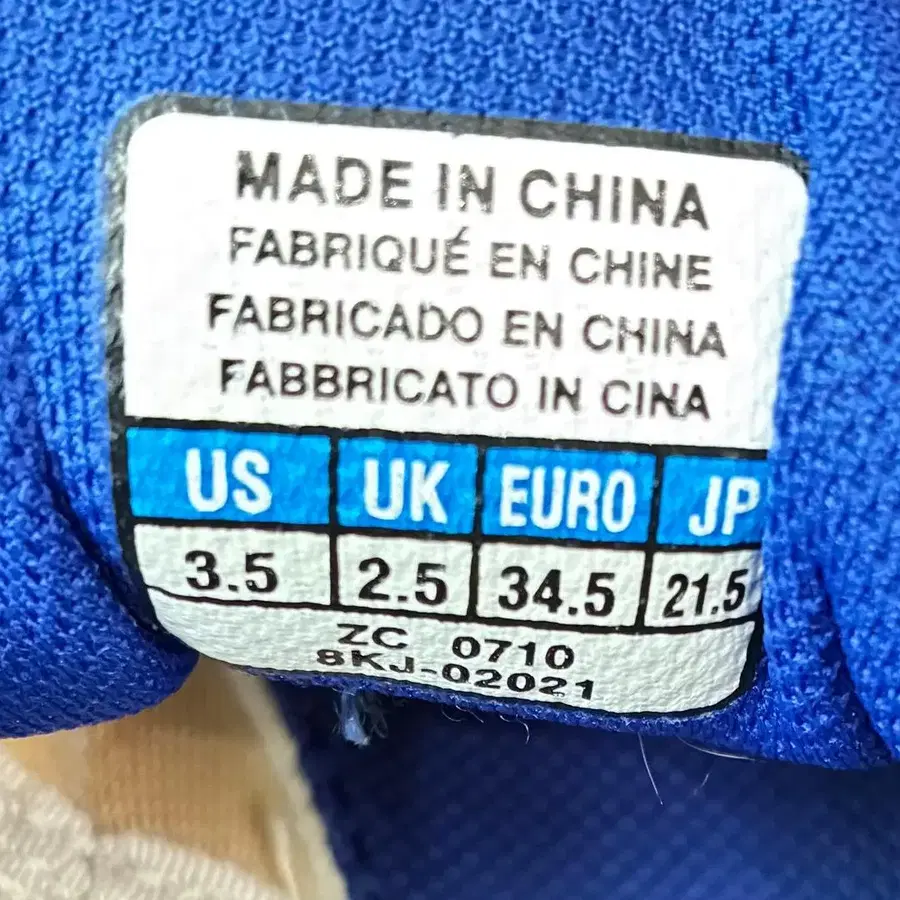 MADE IN CHINA
FABRIQUÉ EN CHINE
FABRICADO EN CHINA
FABBRICATO IN CINA
US UK EURO JP
3.5 2.5 34.5 21.5
ZC 0710
8KJ-02021